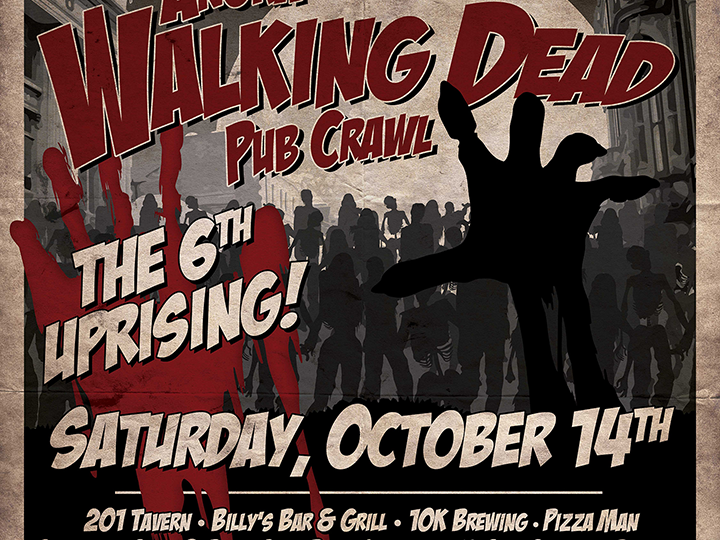 Walking Dead
Pub Crawl
The 6th
Uprising!
Saturday, October 14th
201 Tavern • Billy's Bar & Grill • 10K Brewing • Pizza Man